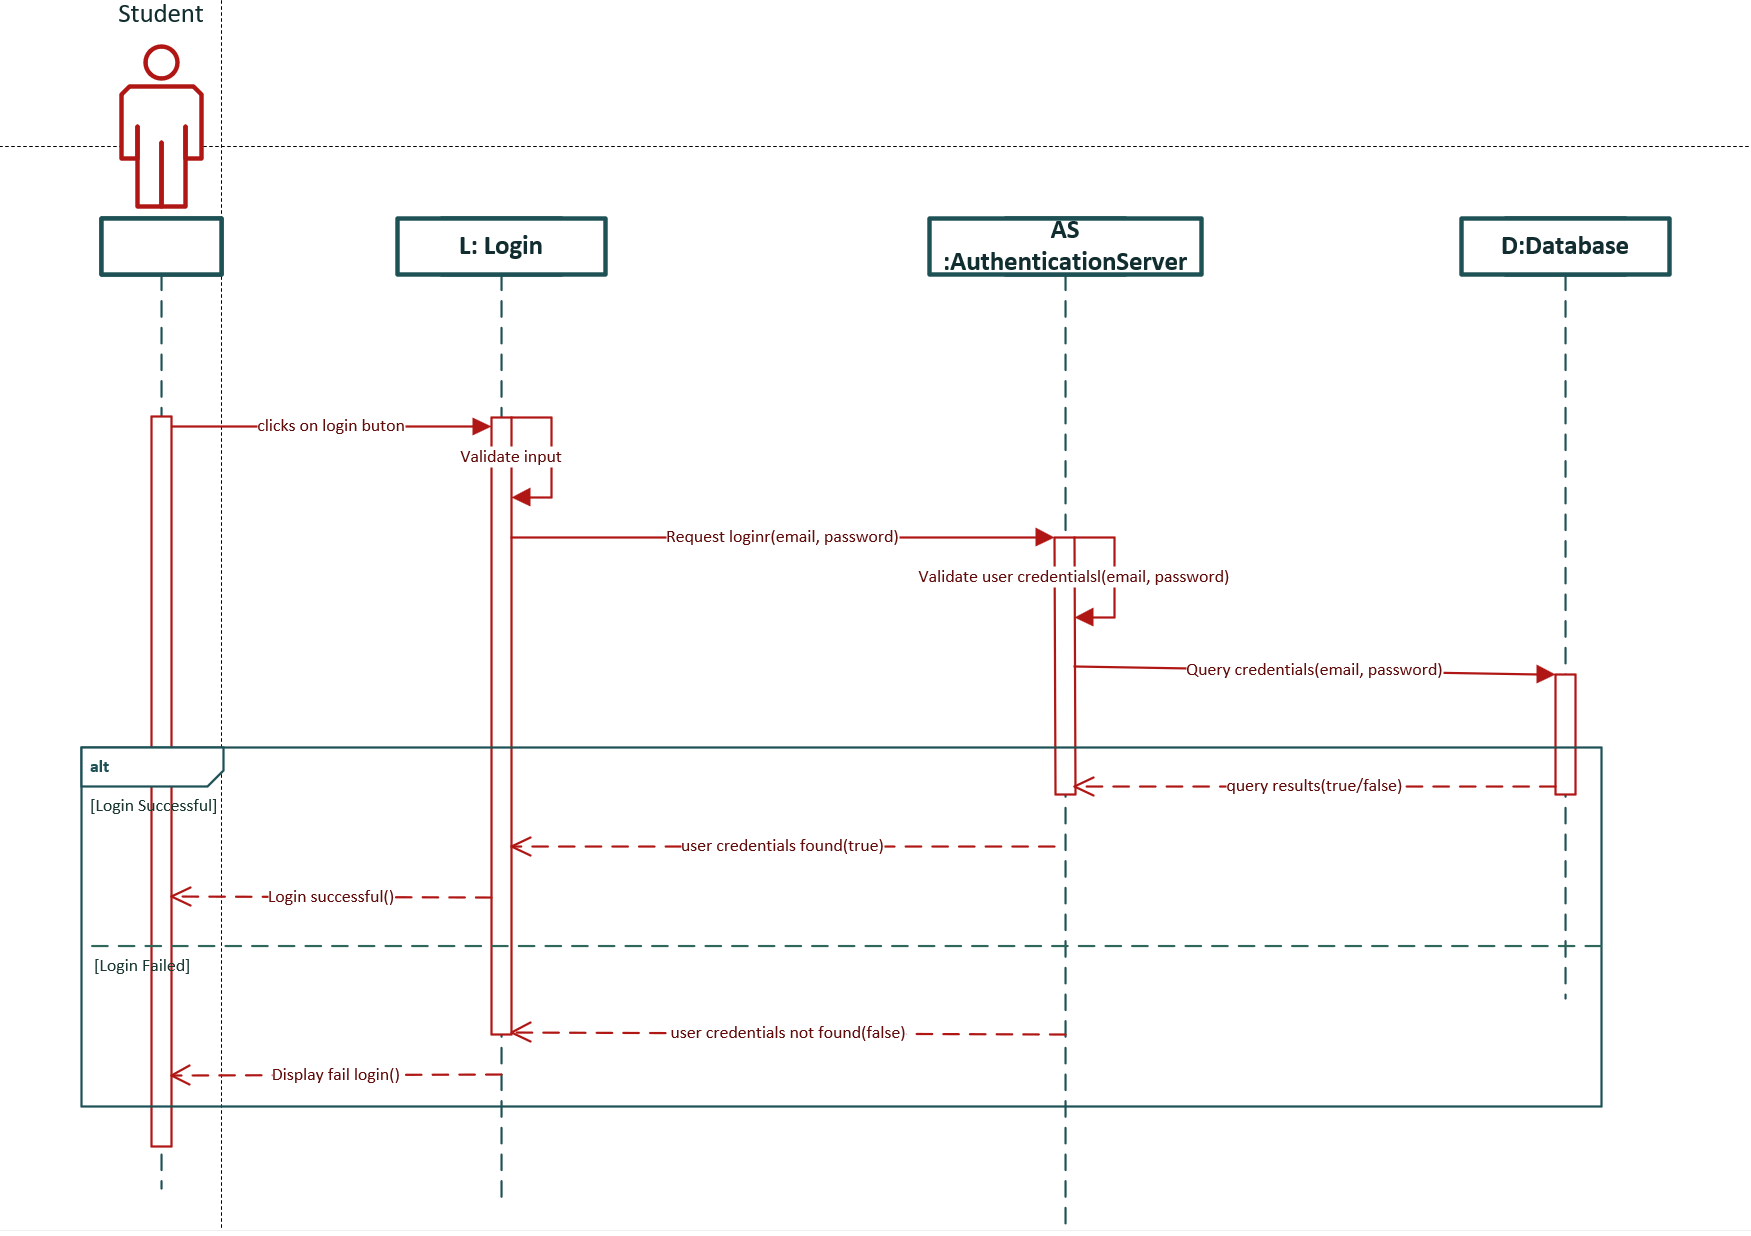 Student
L: Login
AS
:AuthenticationServer
D:Database
clicks on login buton
Validate input
Request loginr(email, password)
Validate user credentialsl(email, password)
Query credentials(email, password)
alt
query results(true/false)
[Login Successful]
user credentials found(true)
Login successful()
[Login Failed]
user credentials not found(false)
Display fail login()